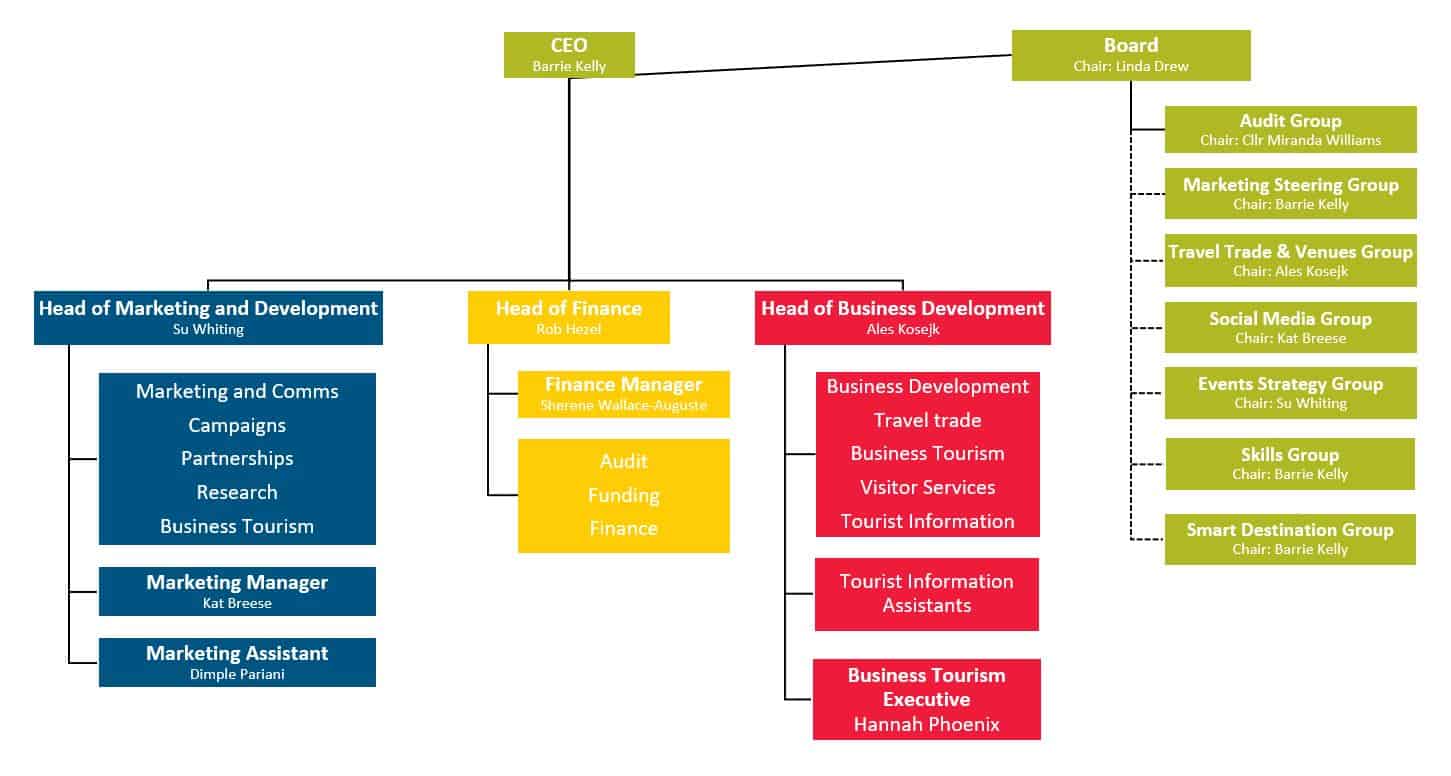 CEO
Barrie Kelly
Board
Chair: Linda Drew
Audit Group
Chair: Cllr Miranda Williams
Marketing Steering Group
Chair: Barrie Kelly
Travel Trade & Venues Group
Chair: Ales Kosejk
Social Media Group
Chair: Kat Breese
Events Strategy Group
Chair: Su Whiting
Skills Group
Chair: Barrie Kelly
Smart Destination Group
Chair: Barrie Kelly
Head of Marketing and Development
Su Whiting
Marketing and Comms
Campaigns
Partnerships
Research
Business Tourism
Marketing Manager
Kat Breese
Marketing Assistant
Dimple Pariani
Head of Finance
Rob Hezel
Finance Manager
Sherene Wallace-Auguste
Audit
Funding
Finance
Head of Business Development
Ales Kosejk
Business Development
Travel trade
Business Tourism
Visitor Services
Tourist Information
Tourist Information
Assistants
Business Tourism
Executive
Hannah Phoenix